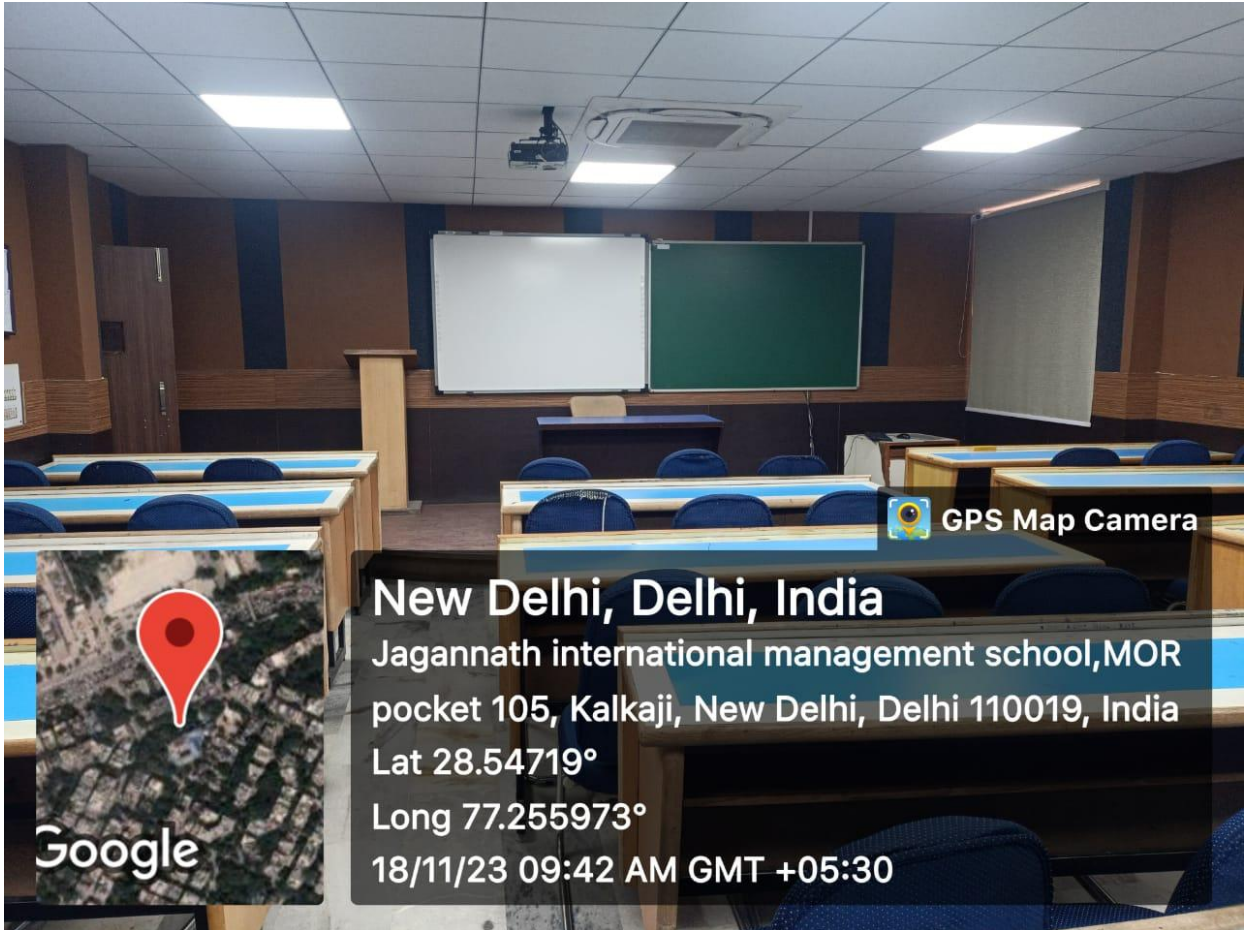 GPS Map Camera
New Delhi, Delhi, India
Jagannath international management school,MOR
pocket 105, Kalkaji, New Delhi, Delhi 110019, India
Lat 28.54719°
Long 77.255973°
18/11/23 09:42 AM GMT +05:30
Google